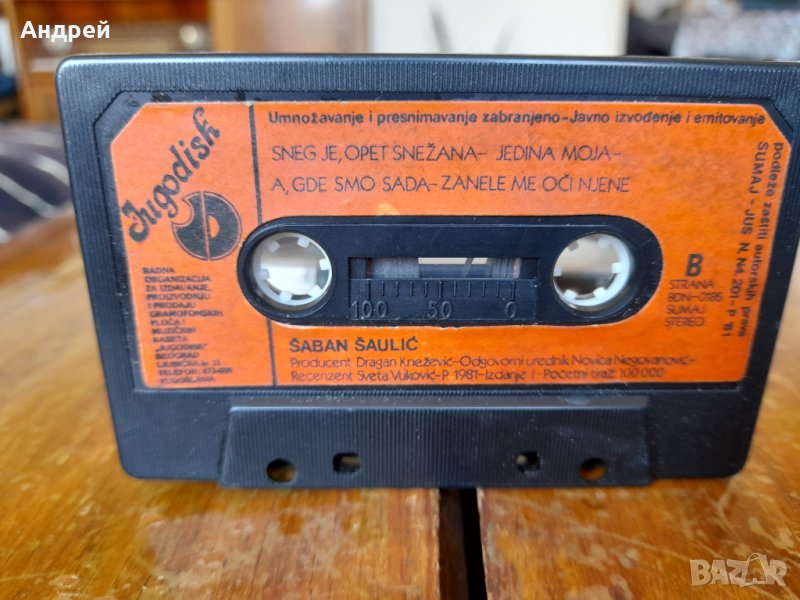 Андрей
Jugodisk
RADNA
ORGANIZACIJA
ZA IZDAVANJE,
PROIZVODNJU
I PRODAJU
GRAMOFONSKIH
PLOČA I
MUZIČKIH
KASETA
"JUGODISK"
BEOGRAD
TELEFON:
YUGOSLAVIA
Umnožavanje i presnimavanje zabranjeno-Javno izvođenje i emitovanje
podleže zaštiti autorskih prava
SUMAJ - JUS N. N4. 201. - P '81
SNEG JE, OPET SNEŽANA- JEDINA MOJA-
A, GDE SMO SADA-ZANELE ME OČI NJENE
100 50 0
B
STRANA
BDN-0185
SUMAJ
STEREO
ŠABAN ŠAULIĆ
Producent Dragan Knežević-Odgovorni urednik Novica Negovanović-
Recenzent Sveta Vuković-P 1981-Izdanje 1-Početni tiraž 100.000
BAZAR